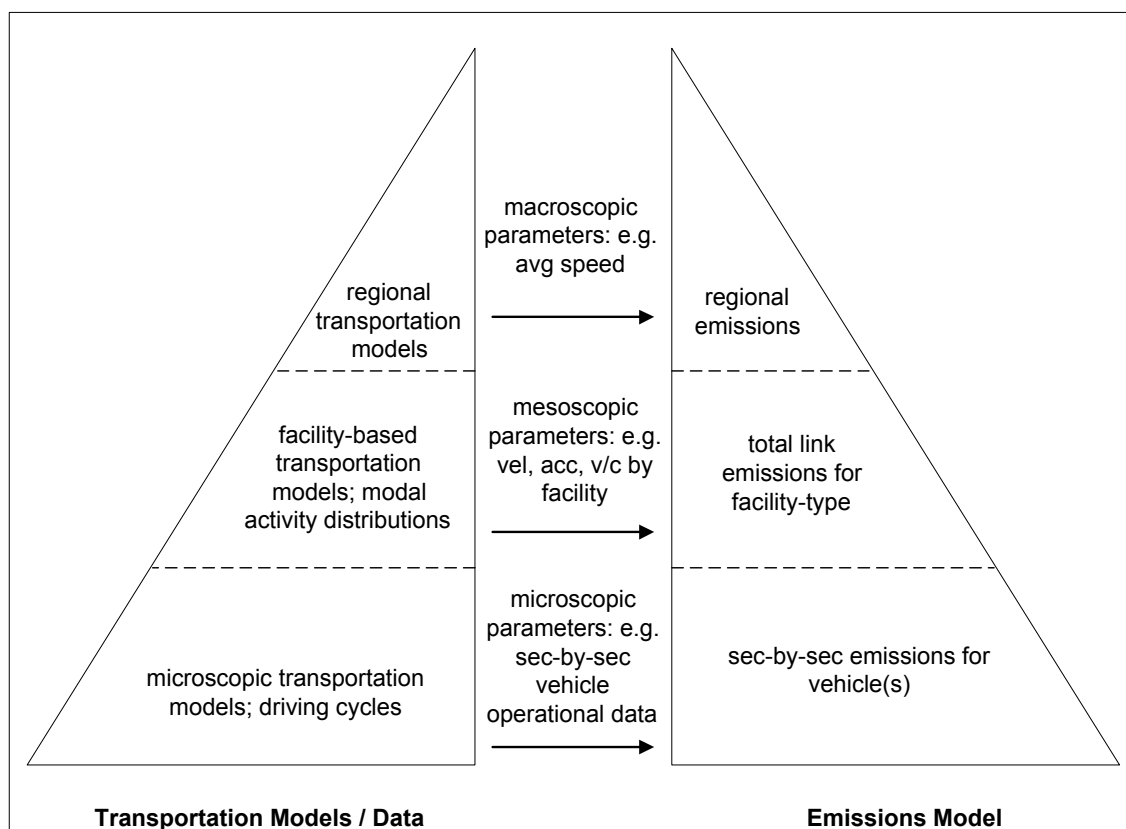 macroscopic
parameters: e.g.
avg speed
regional
transportation
models
regional
emissions
mesoscopic
parameters: e.g.
vel, acc, v/c by
facility
facility-based
transportation
models; modal
activity distributions
total link
emissions for
facility-type
microscopic
parameters: e.g.
sec-by-sec
vehicle
operational data
microscopic transportation
models; driving cycles
sec-by-sec emissions for
vehicle(s)
Transportation Models / Data
Emissions Model